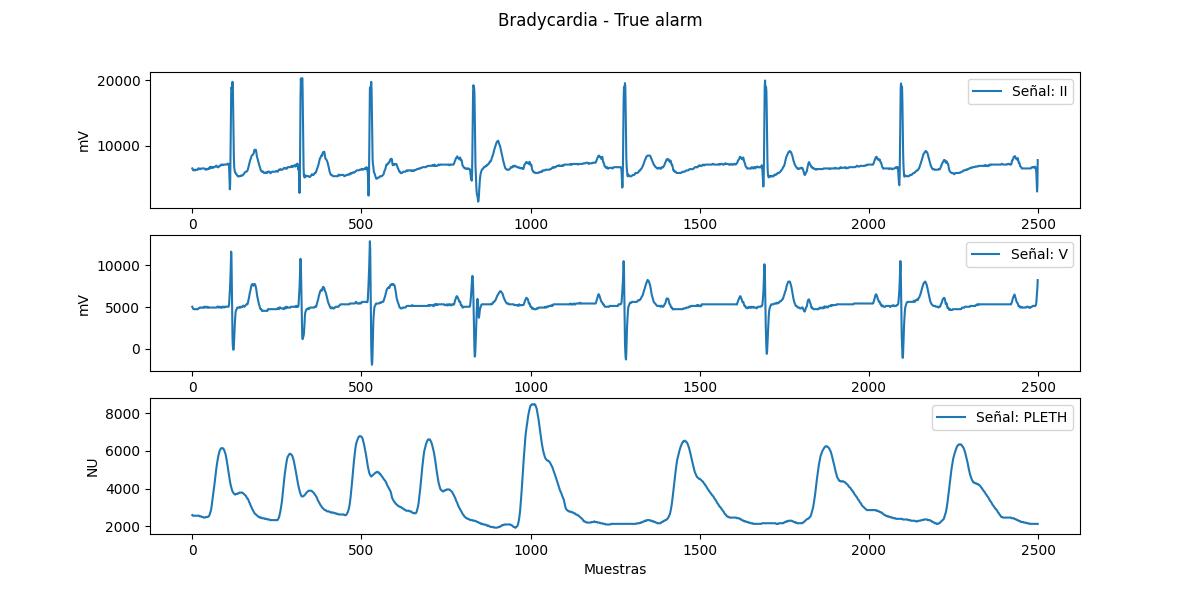 Bradycardia - True alarm
20000
10000
mV
Señal: II
0 500 1000 1500 2000 2500
10000
5000
0
mV
Señal: V
0 500 1000 1500 2000 2500
8000
6000
4000
2000
NU
Señal: PLETH
0 500 1000 1500 2000 2500
Muestras